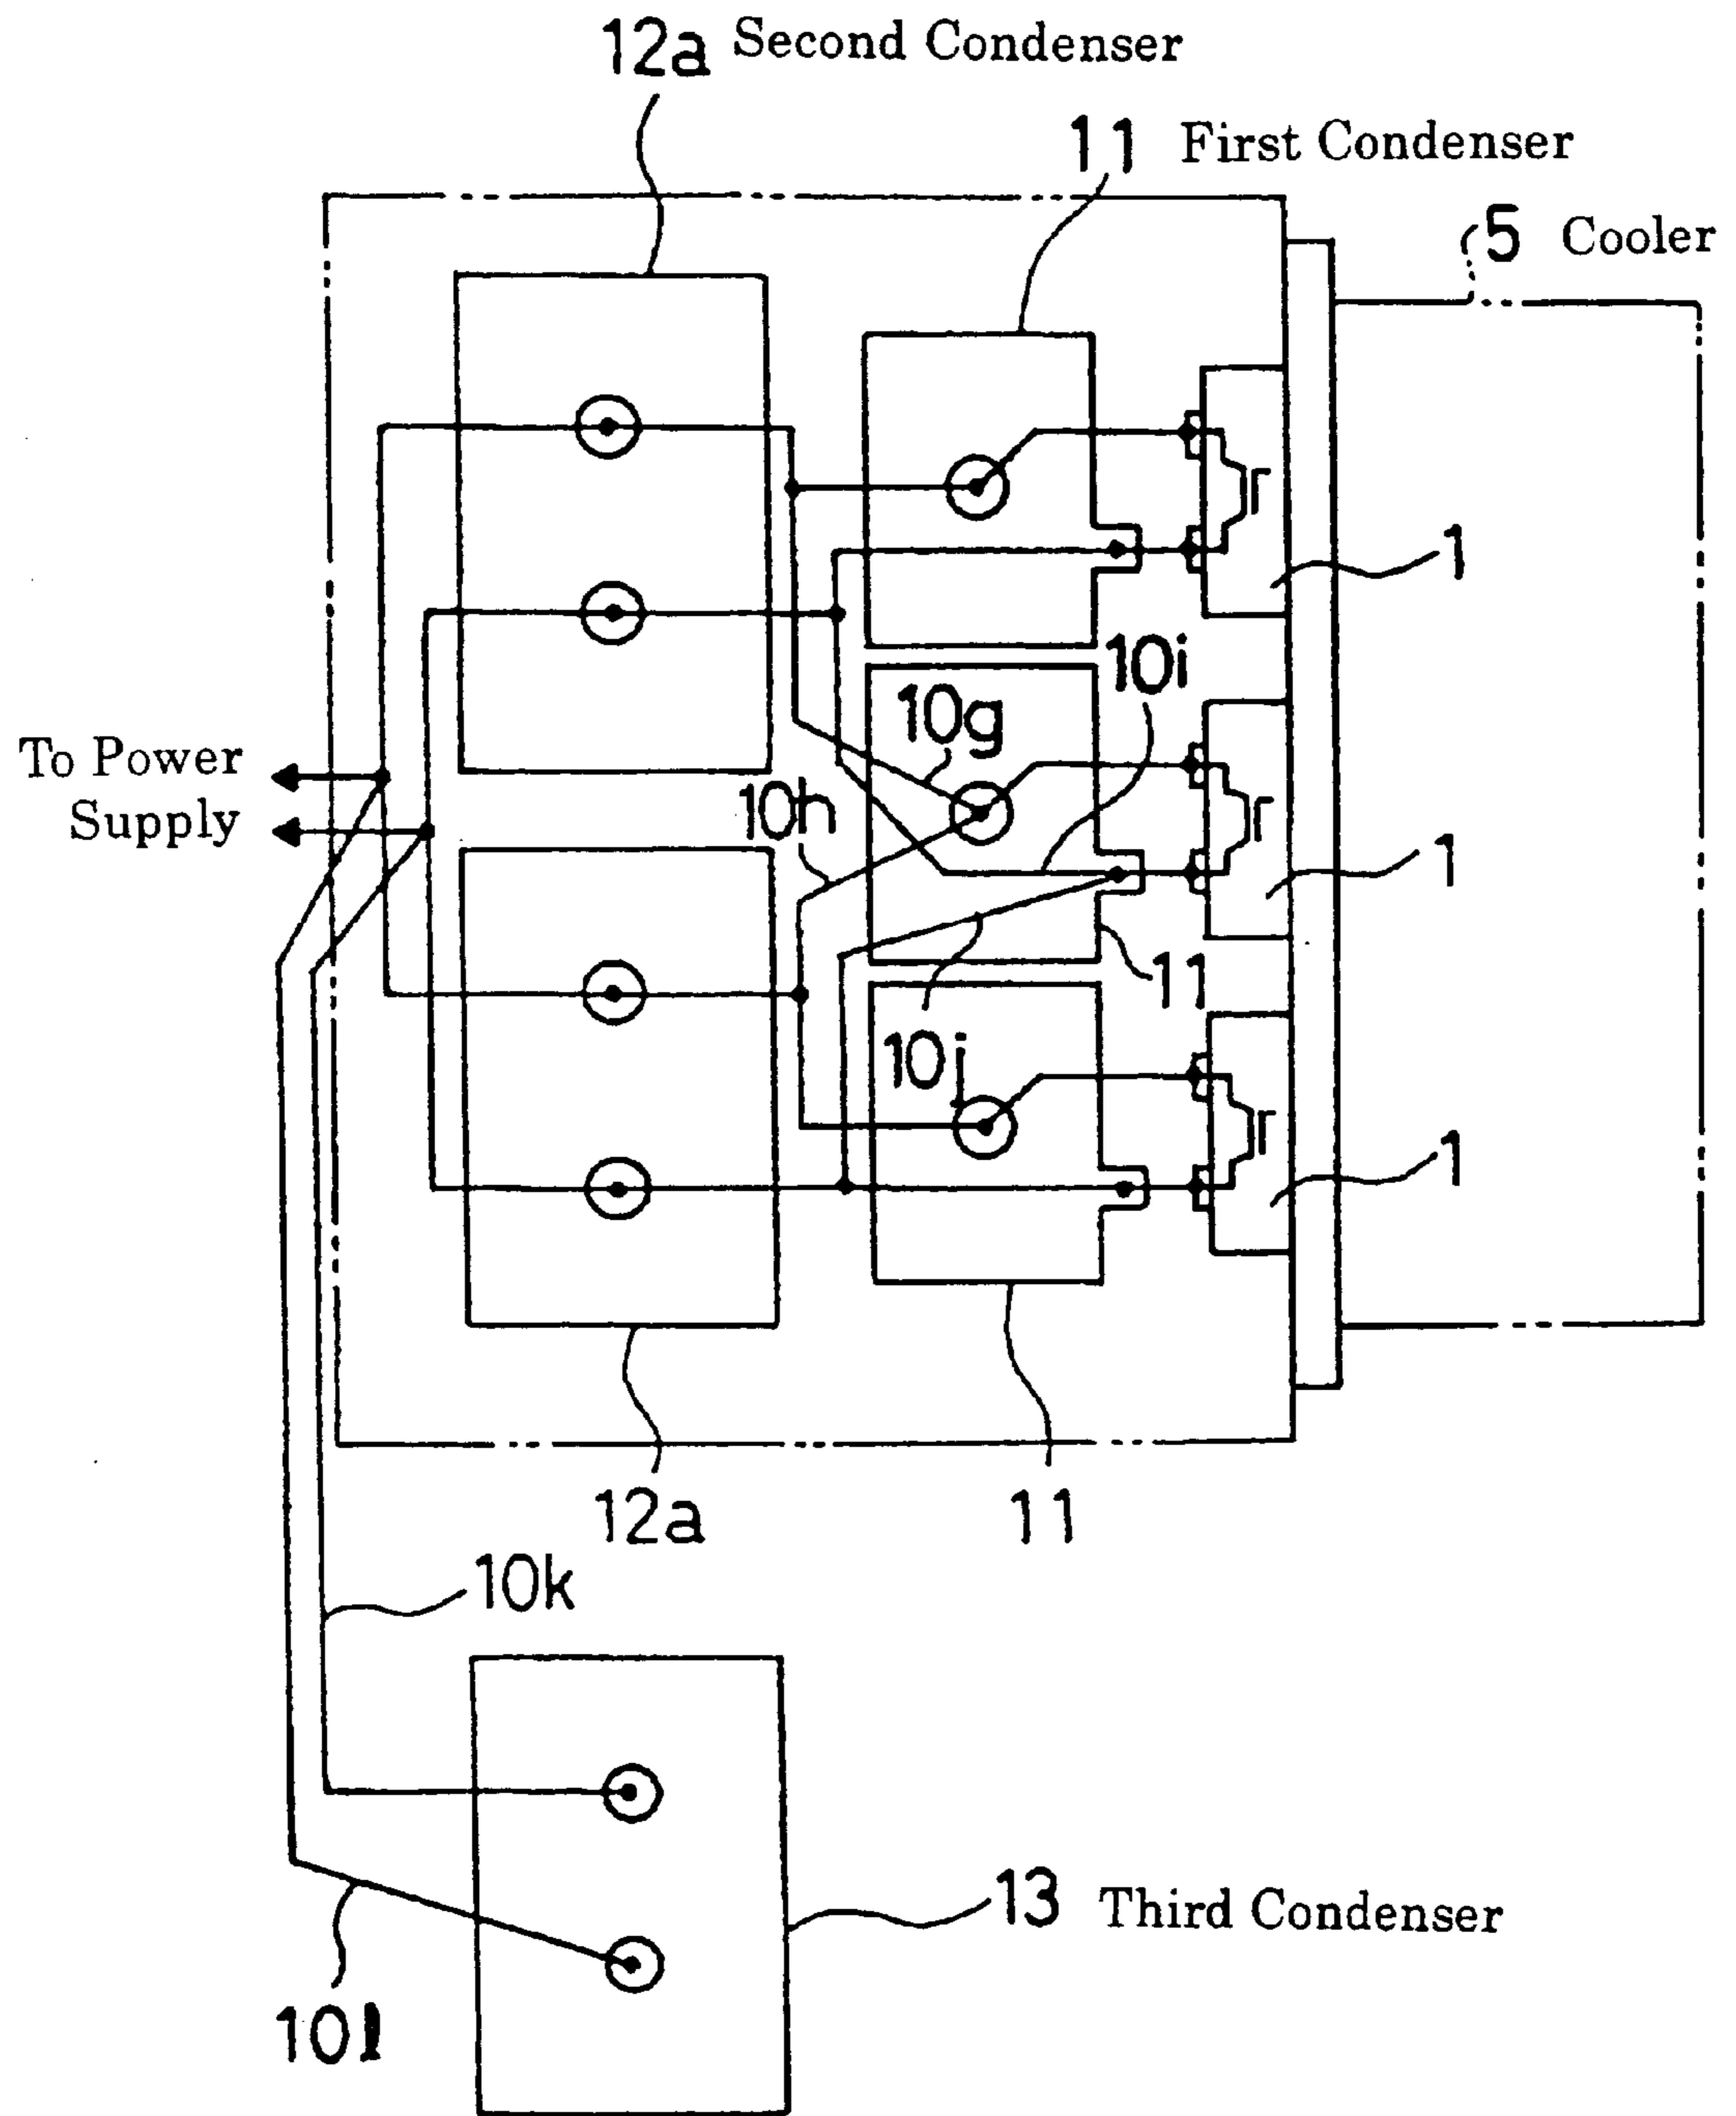 12a Second Condenser
11 First Condenser
5 Cooler
1
10i
10g
To Power
Supply
10h
1
11
10j
1
12a
11
10k
13 Third Condenser
10l